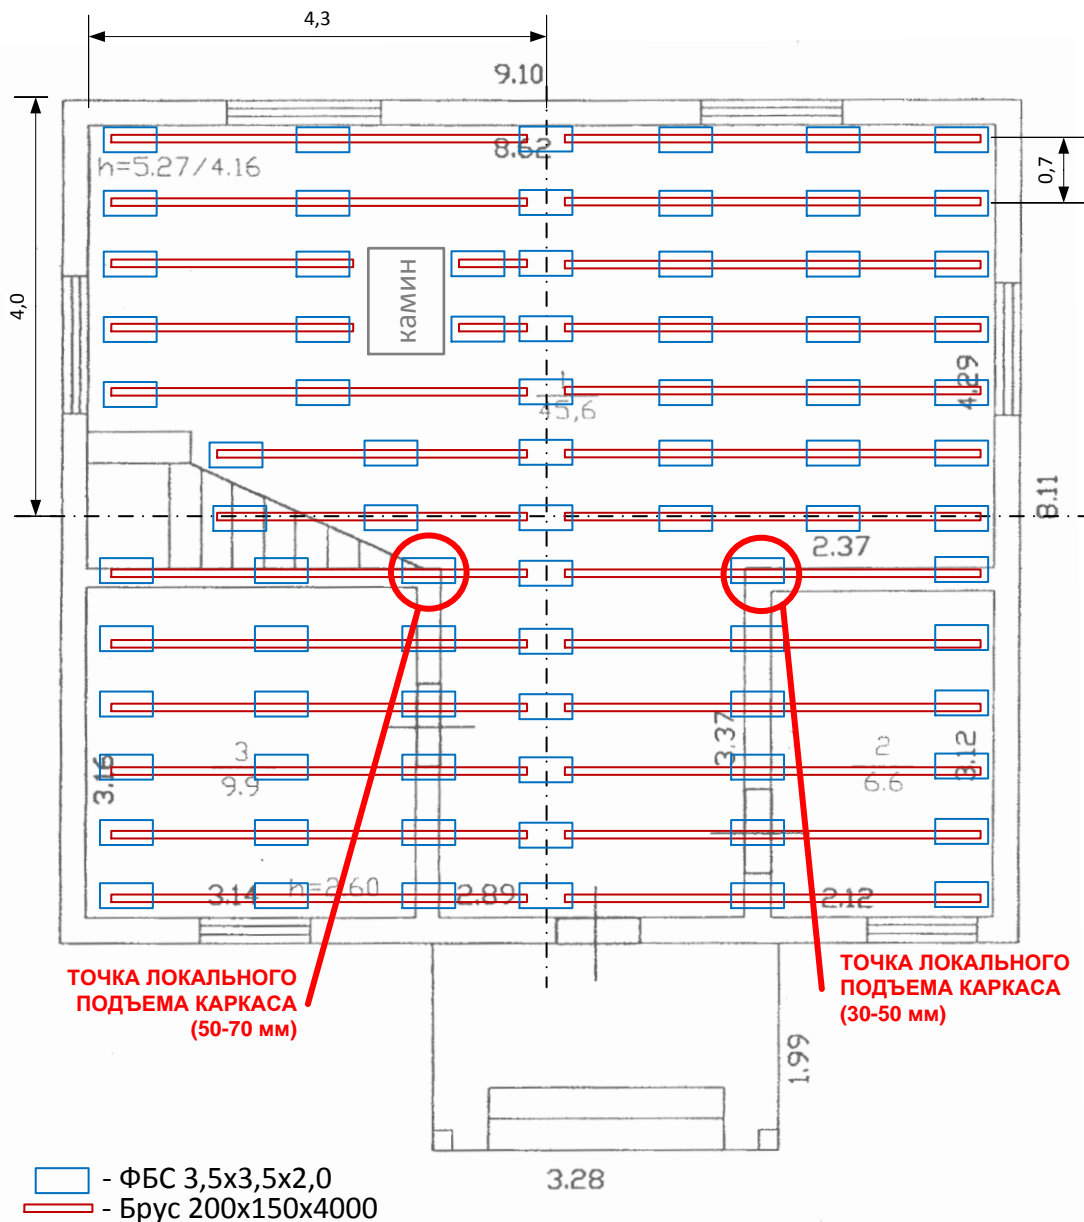 4,3
9.10
8.62
h=5.27/4.16
0,7
4,0
камин
1
45,6
4.29
8.11
2.37
3.37
3
9.9
3.16
2
6.6
3.12
3.14
h=2.60
2.89
2.12
ТОЧКА ЛОКАЛЬНОГО
ПОДЪЕМА КАРКАСА
(50-70 мм)
ТОЧКА ЛОКАЛЬНОГО
ПОДЪЕМА КАРКАСА
(30-50 мм)
1.99
3.28
- ФБС 3,5х3,5х2,0
- Брус 200х150х4000